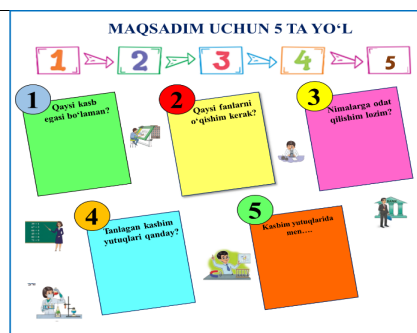 MAQSADIM UCHUN 5 TA YO‘L
1 2 3 4 5
1
Qaysi kasb
egasi bo‘laman?
2
Qaysi fanlarni
o‘qishim kerak?
3
Nimalarga odat
qilishim lozim?
4
Tanlagan kasbim
yutuqlari qanday?
5
Kasbim yutuqlarida
men….